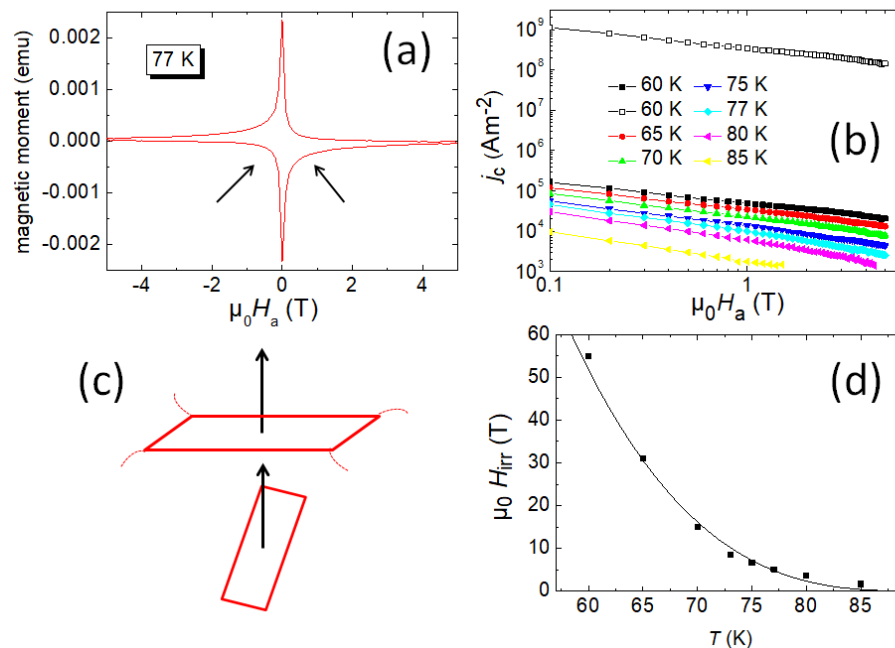 (a)
77 K
magnetic moment (emu)
0.002
0.001
0.000
-0.001
-0.002
-4 -2 0 2 4
μ₀Hₐ (T)
(b)
j꜀ (Am⁻²)
10⁹
10⁸
10⁷
10⁶
10⁵
10⁴
10³
60 K 75 K
60 K 77 K
65 K 80 K
70 K 85 K
0.1 1
μ₀Hₐ (T)
(c)
(d)
μ₀ Hᵢᵣᵣ (T)
60
50
40
30
20
10
0
60 65 70 75 80 85
T (K)